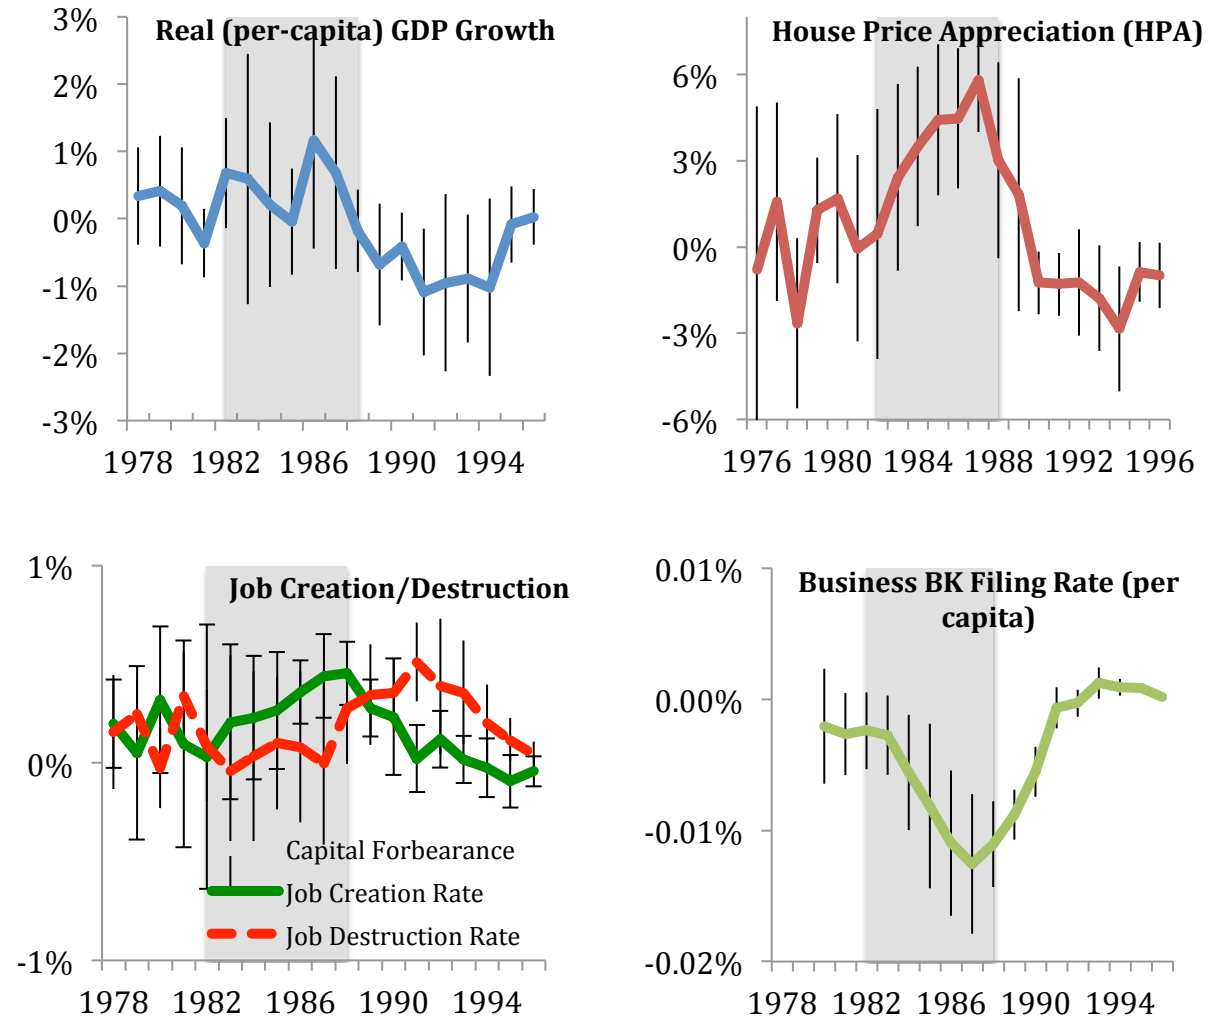 Real (per-capita) GDP Growth
3%
2%
1%
0%
-1%
-2%
-3%
1978 1982 1986 1990 1994
House Price Appreciation (HPA)
6%
3%
0%
-3%
-6%
1976 1980 1984 1988 1992 1996
Job Creation/Destruction
1%
0%
-1%
Capital Forbearance
Job Creation Rate
Job Destruction Rate
1978 1982 1986 1990 1994
Business BK Filing Rate (per
capita)
0.01%
0.00%
-0.01%
-0.02%
1978 1982 1986 1990 1994